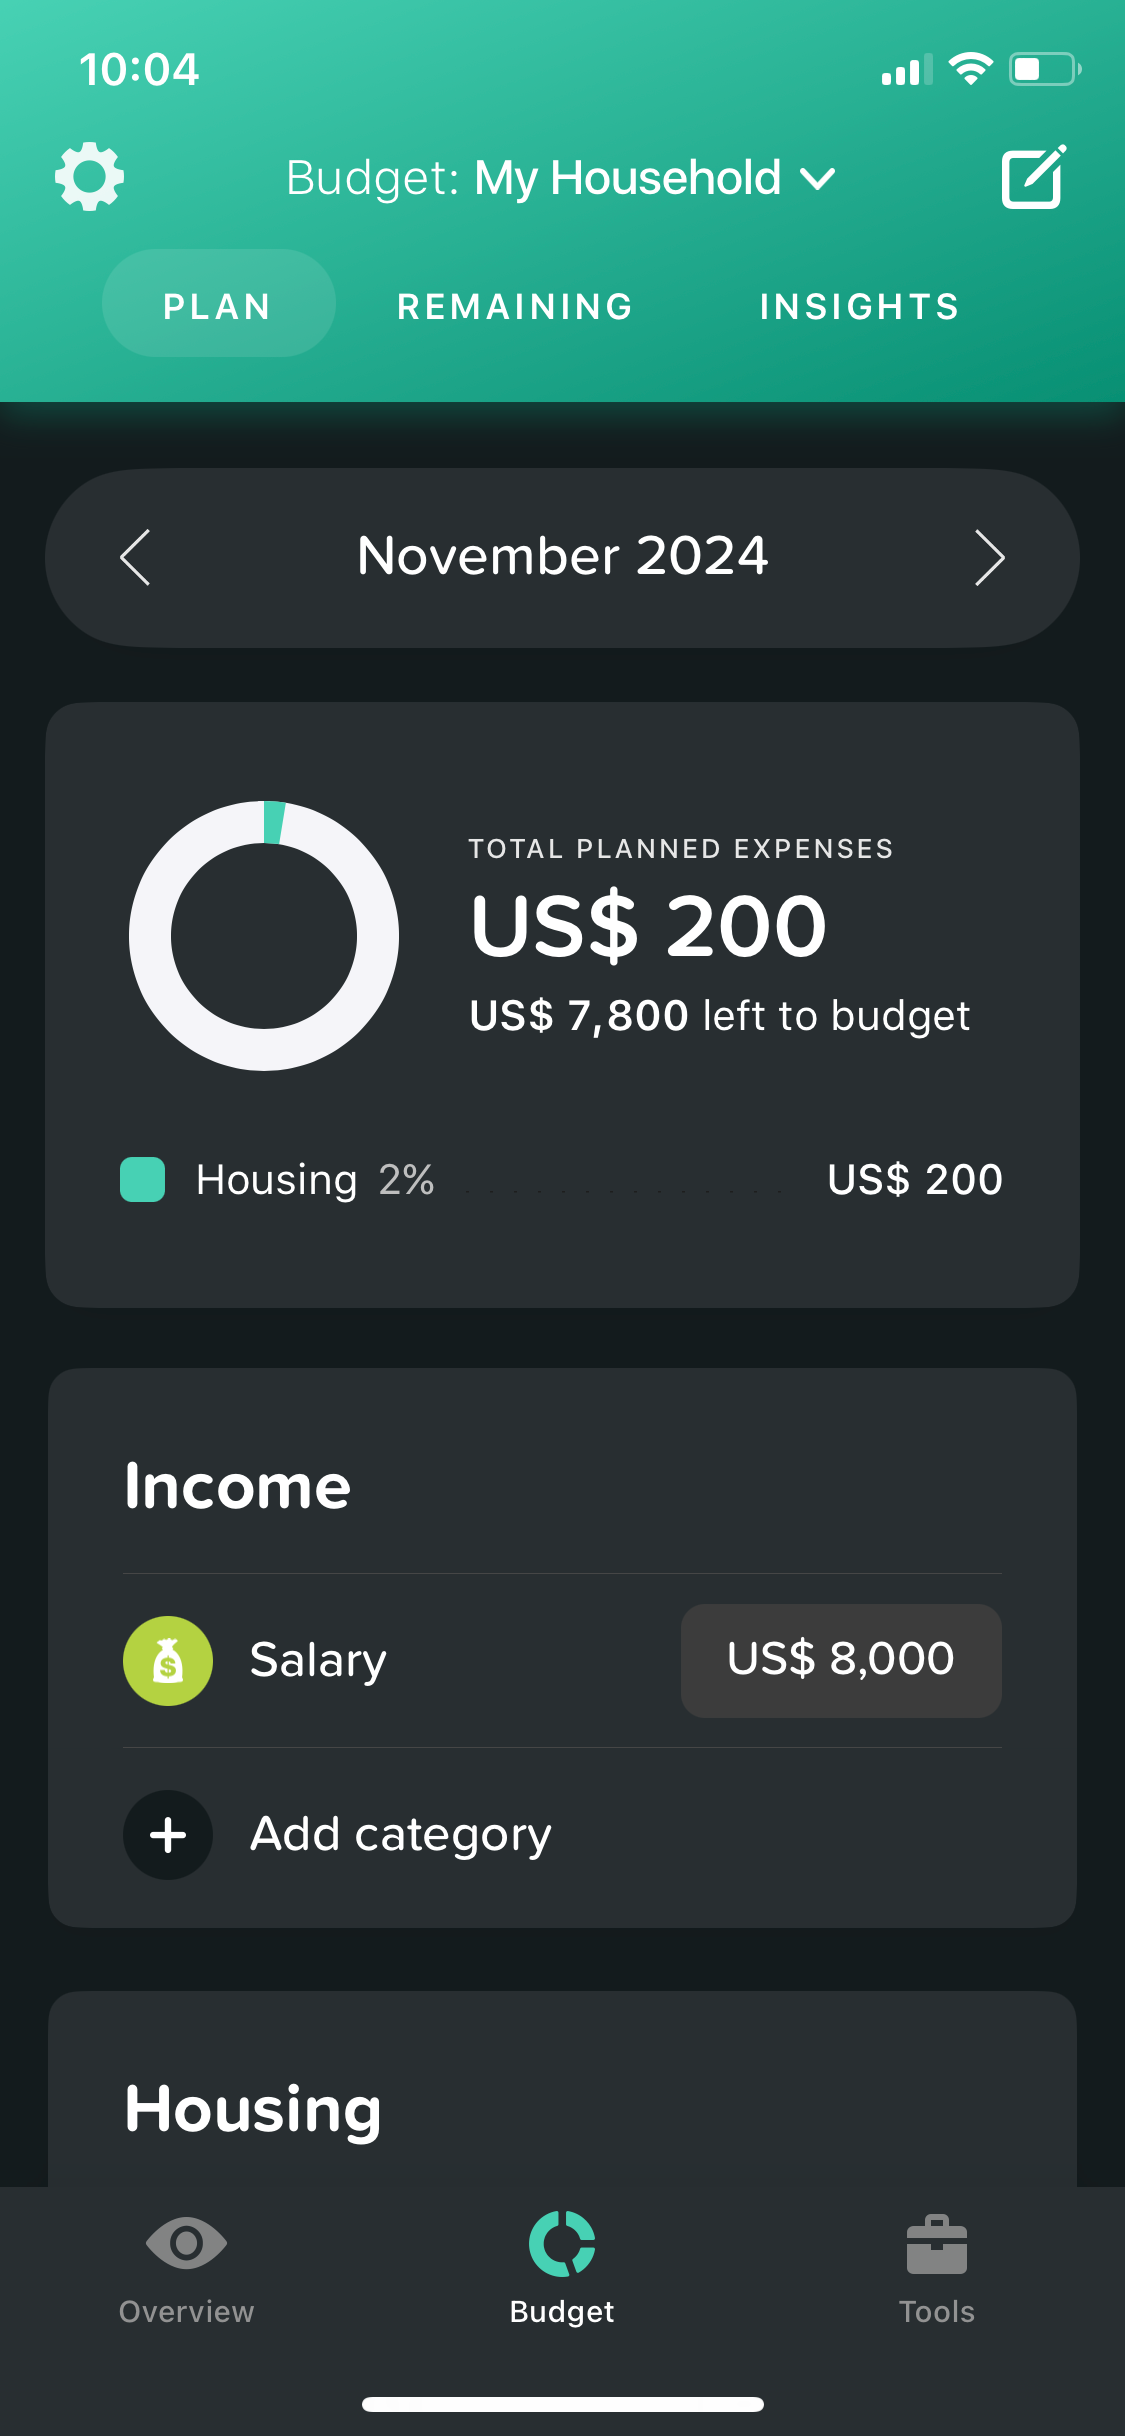 10:04
Budget: My Household
PLAN REMAINING INSIGHTS
November 2024
TOTAL PLANNED EXPENSES
US$ 200
US$ 7,800 left to budget
Housing 2% US$ 200
Income
$ Salary US$ 8,000
+ Add category
Housing
Overview Budget Tools